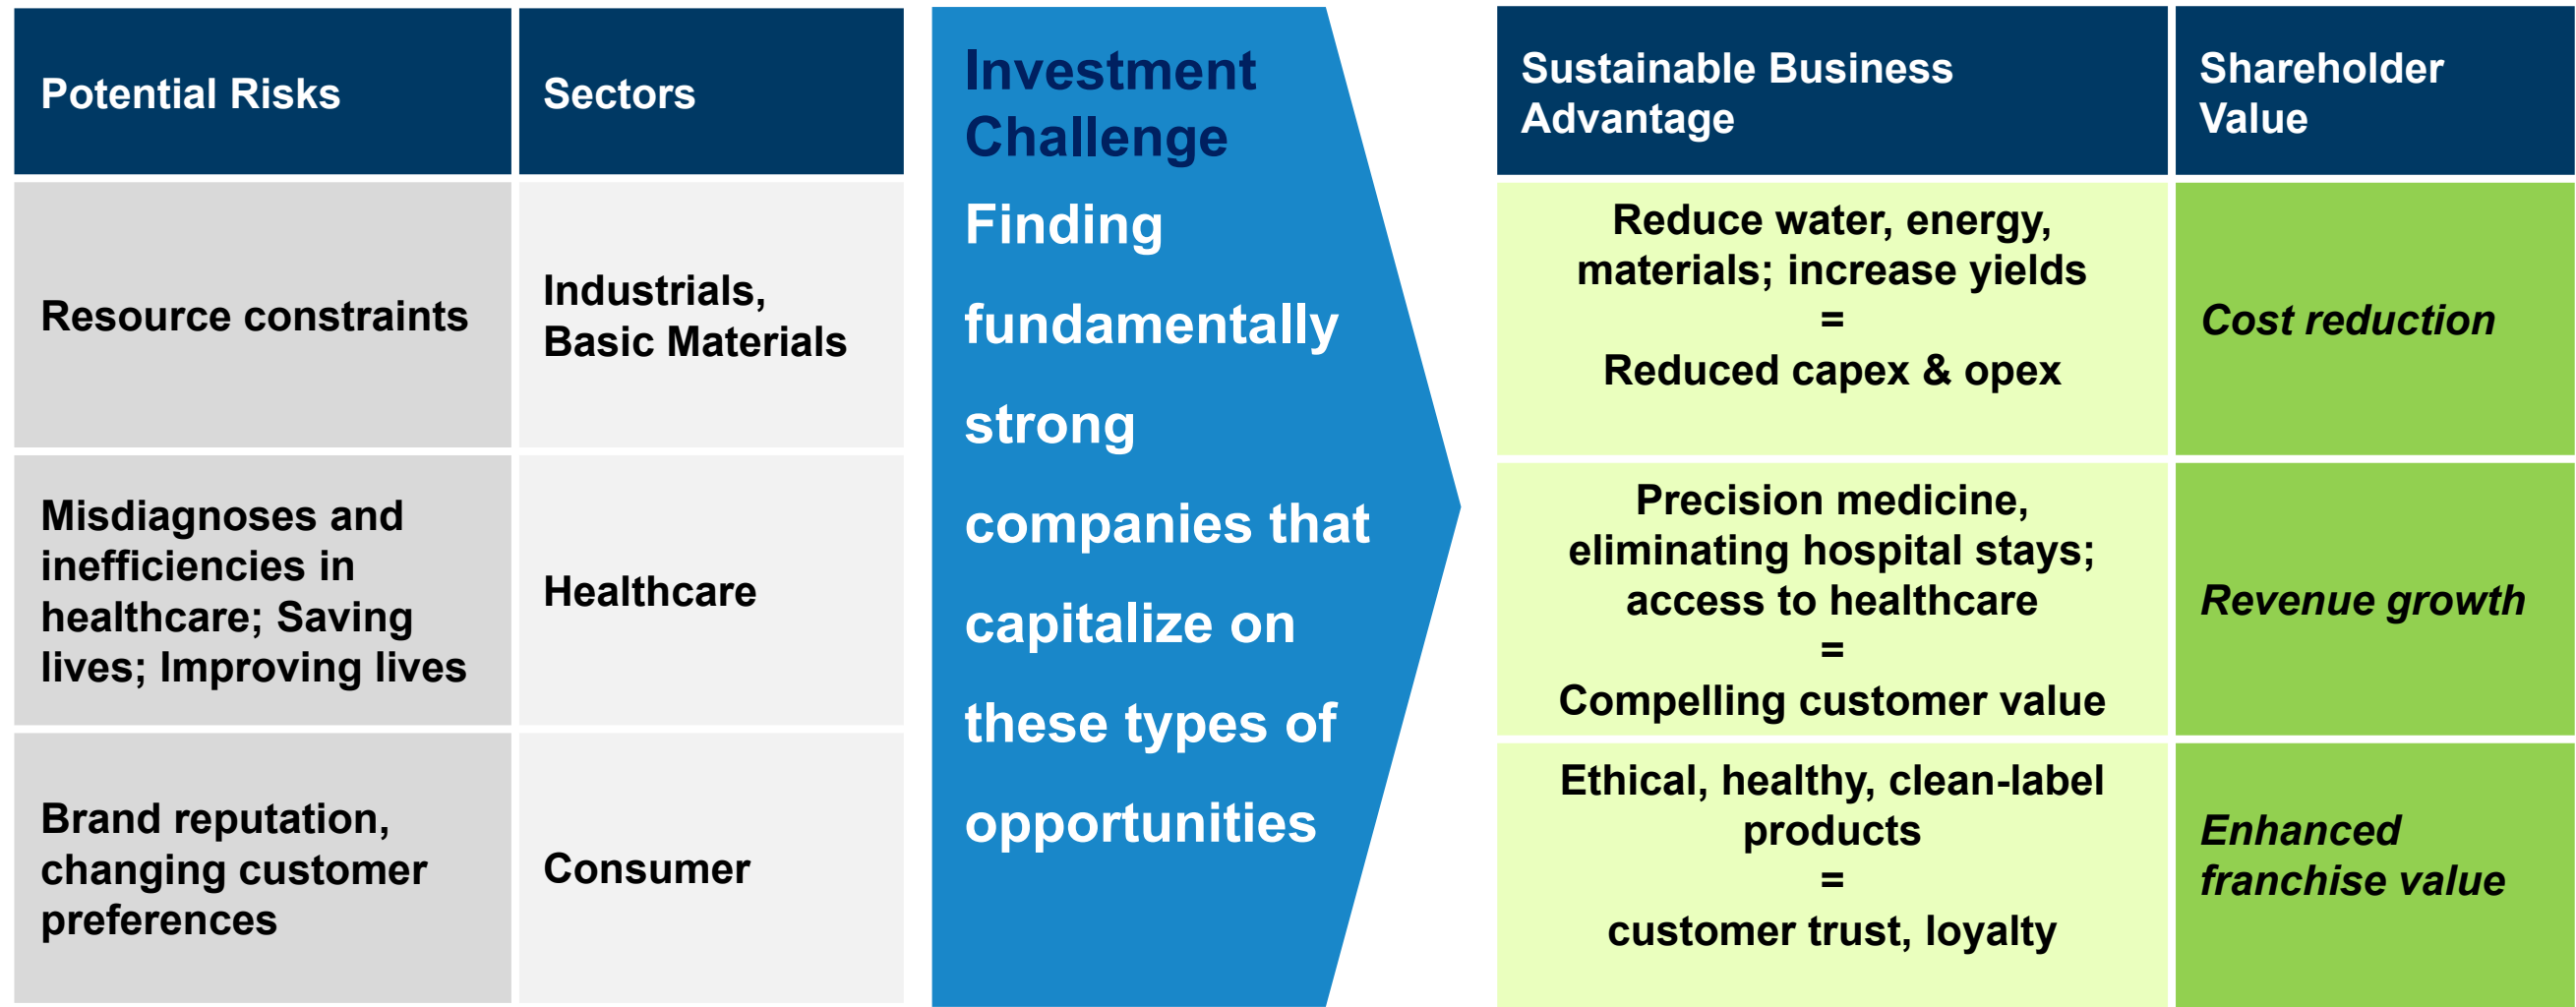 Potential Risks
Sectors
Investment
Challenge
Finding
fundamentally
strong
companies that
capitalize on
these types of
opportunities
Sustainable Business
Advantage
Shareholder
Value
Resource constraints
Industrials,
Basic Materials
Reduce water, energy,
materials; increase yields
=
Reduced capex & opex
Cost reduction
Misdiagnoses and
inefficiencies in
healthcare; Saving
lives; Improving lives
Healthcare
Precision medicine,
eliminating hospital stays;
access to healthcare
=
Compelling customer value
Revenue growth
Brand reputation,
changing customer
preferences
Consumer
Ethical, healthy, clean-label
products
=
customer trust, loyalty
Enhanced
franchise value